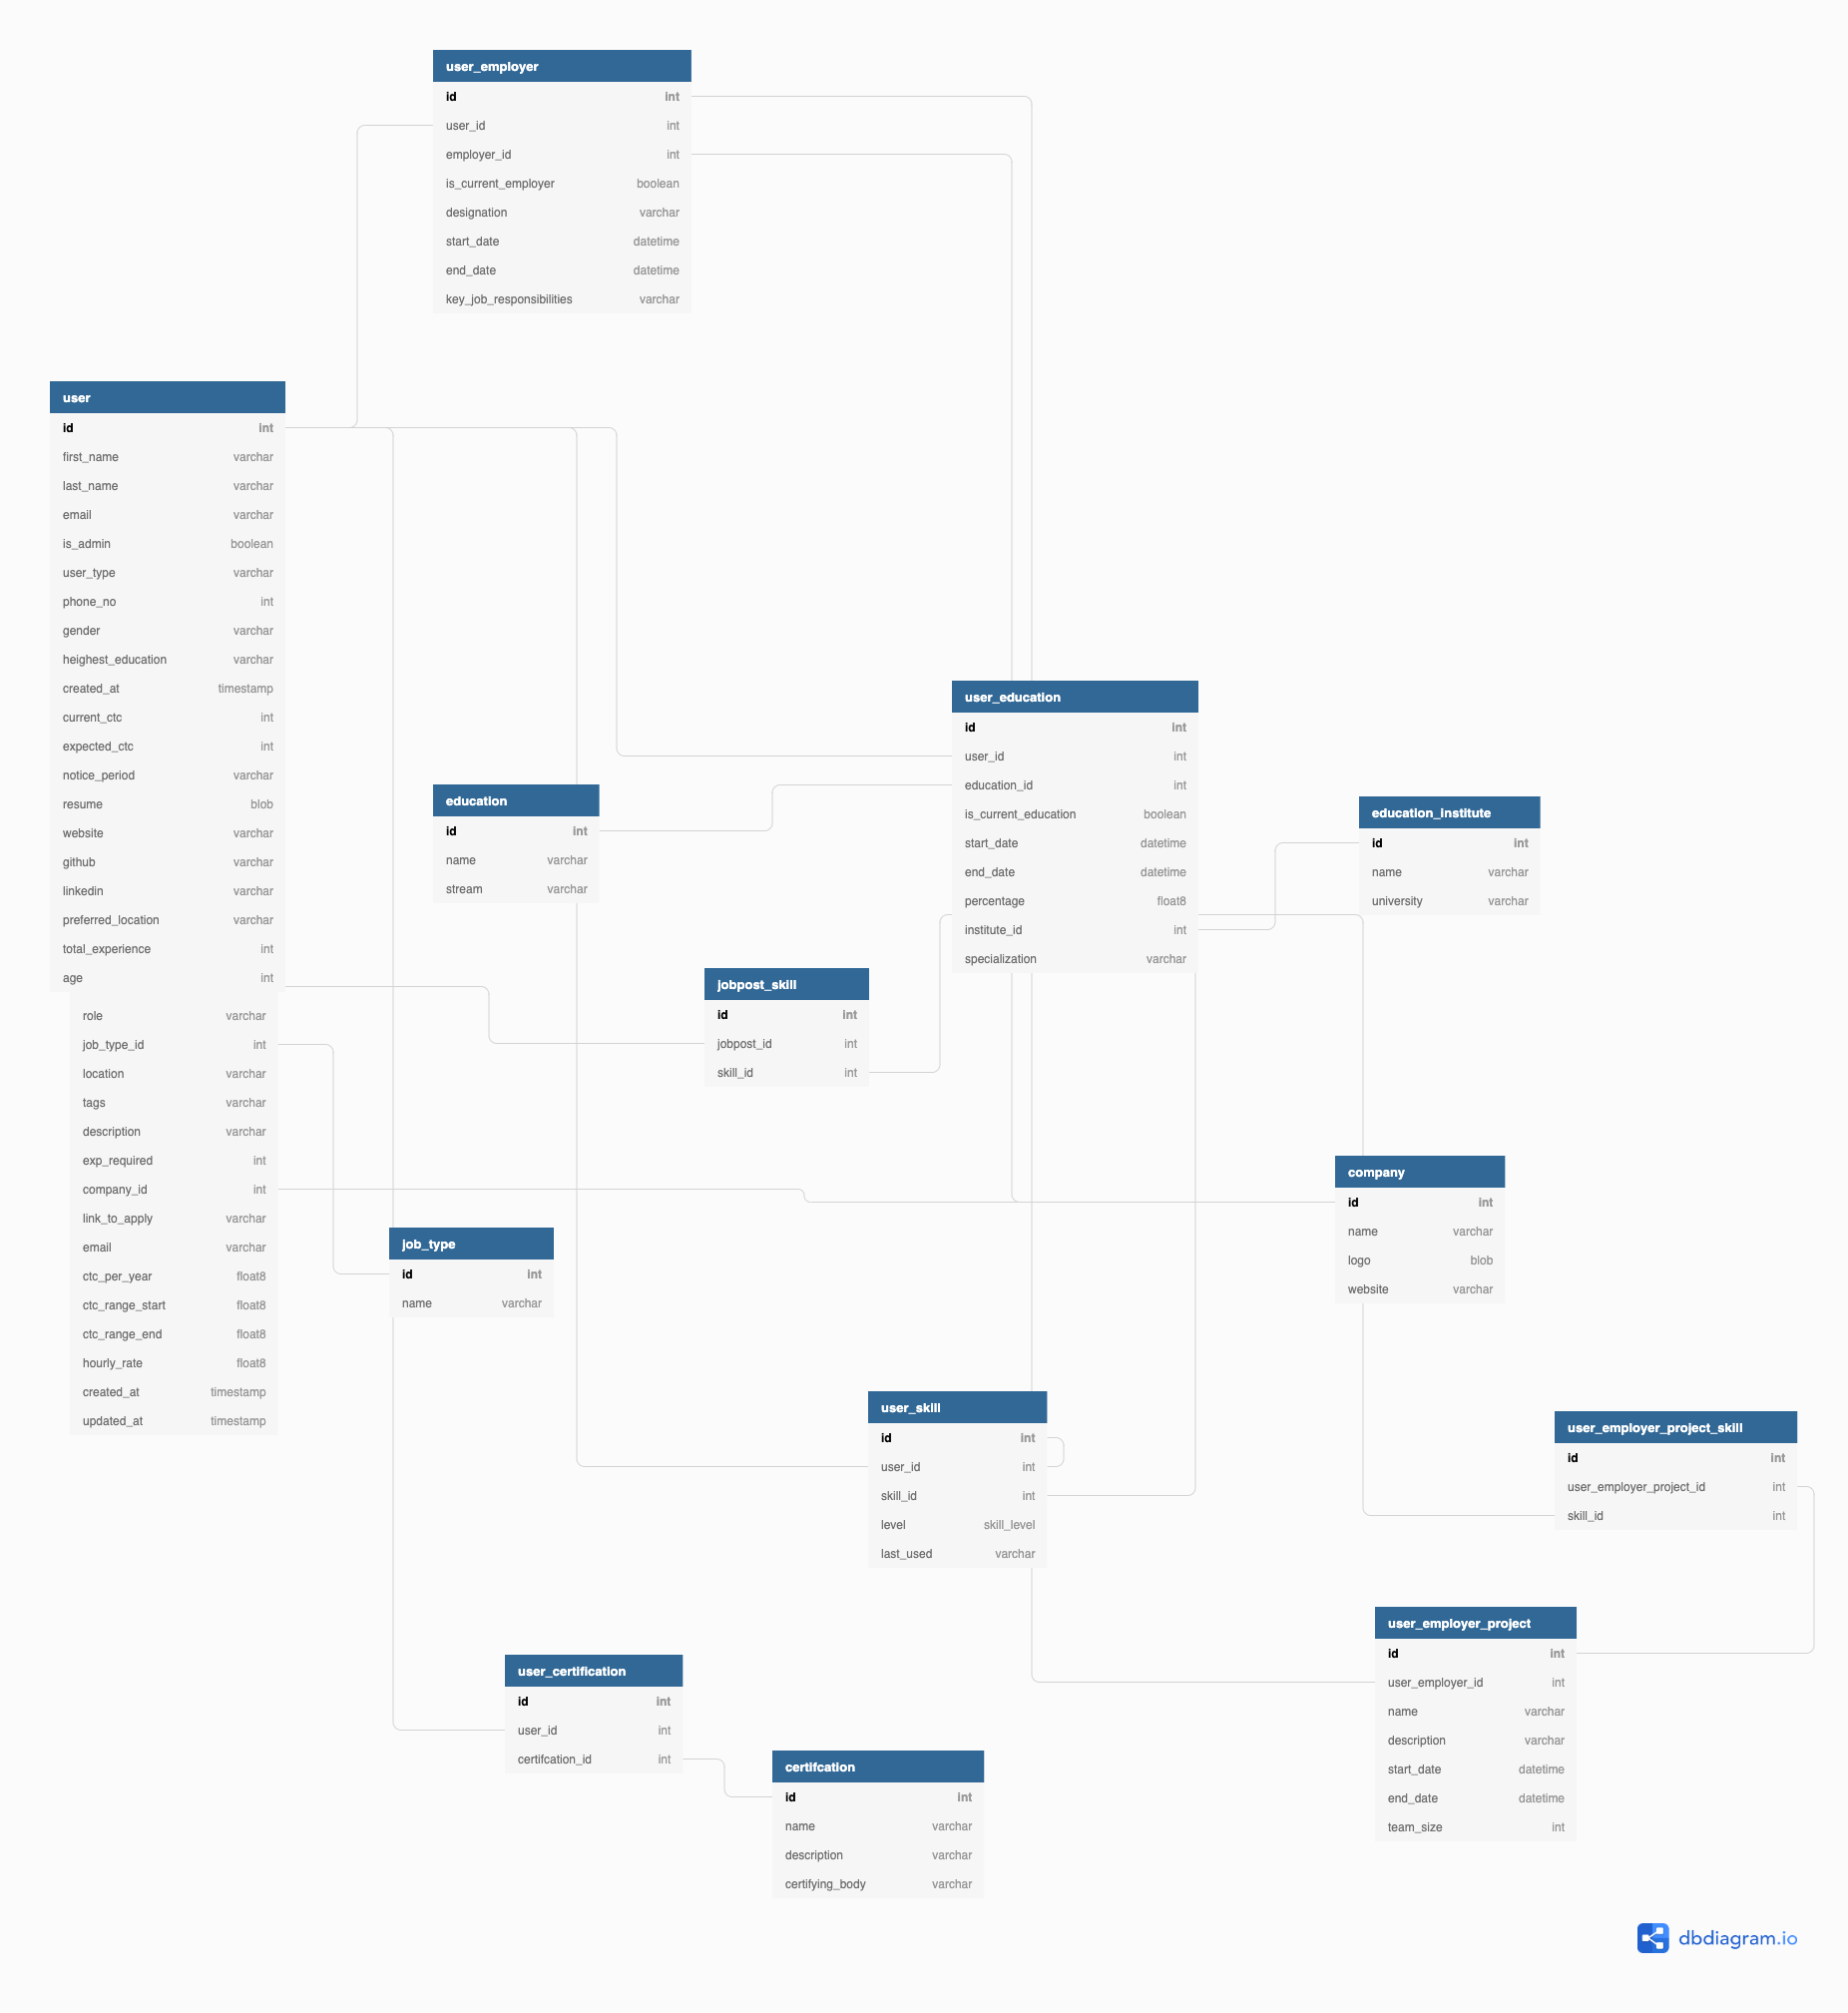 user_employer
id int
user_id int
employer_id int
is_current_employer boolean
designation varchar
start_date datetime
end_date datetime
key_job_responsibilities varchar
user
id int
first_name varchar
last_name varchar
email varchar
is_admin boolean
user_type varchar
phone_no int
gender varchar
heighest_education varchar
created_at timestamp
current_ctc int
expected_ctc int
notice_period varchar
resume blob
website varchar
github varchar
linkedin varchar
preferred_location varchar
total_experience int
age int
role varchar
job_type_id int
location varchar
tags varchar
description varchar
exp_required int
company_id int
link_to_apply varchar
email varchar
ctc_per_year float8
ctc_range_start float8
ctc_range_end float8
hourly_rate float8
created_at timestamp
updated_at timestamp
education
id int
name varchar
stream varchar
user_education
id int
user_id int
education_id int
is_current_education boolean
start_date datetime
end_date datetime
percentage float8
institute_id int
specialization varchar
education_institute
id int
name varchar
university varchar
jobpost_skill
id int
jobpost_id int
skill_id int
company
id int
name varchar
logo blob
website varchar
job_type
id int
name varchar
user_skill
id int
user_id int
skill_id int
level skill_level
last_used varchar
user_employer_project_skill
id int
user_employer_project_id int
skill_id int
user_employer_project
id int
user_employer_id int
name varchar
description varchar
start_date datetime
end_date datetime
team_size int
user_certification
id int
user_id int
certifcation_id int
certifcation
id int
name varchar
description varchar
certifying_body varchar
dbdiagram.io